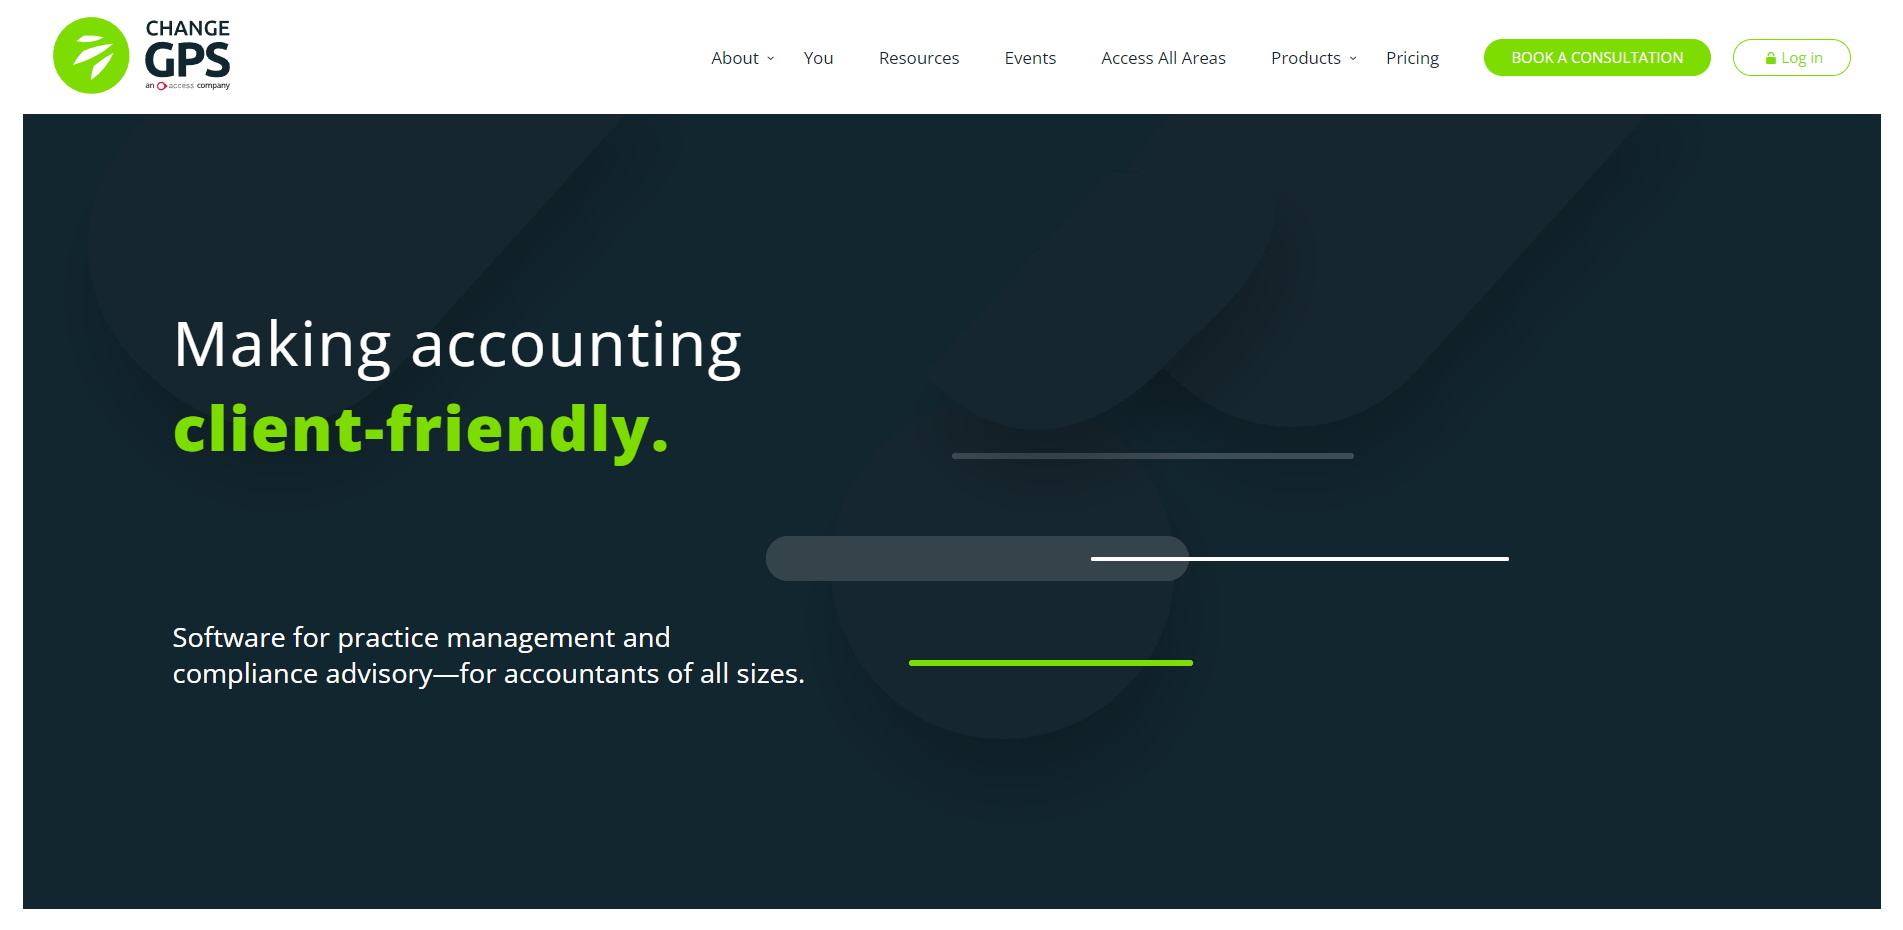 CHANGE
GPS
an access company
About
You
Resources
Events
Access All Areas
Products
Pricing
BOOK A CONSULTATION
Log in
Making accounting
client-friendly.
Software for practice management and
compliance advisory—for accountants of all sizes.